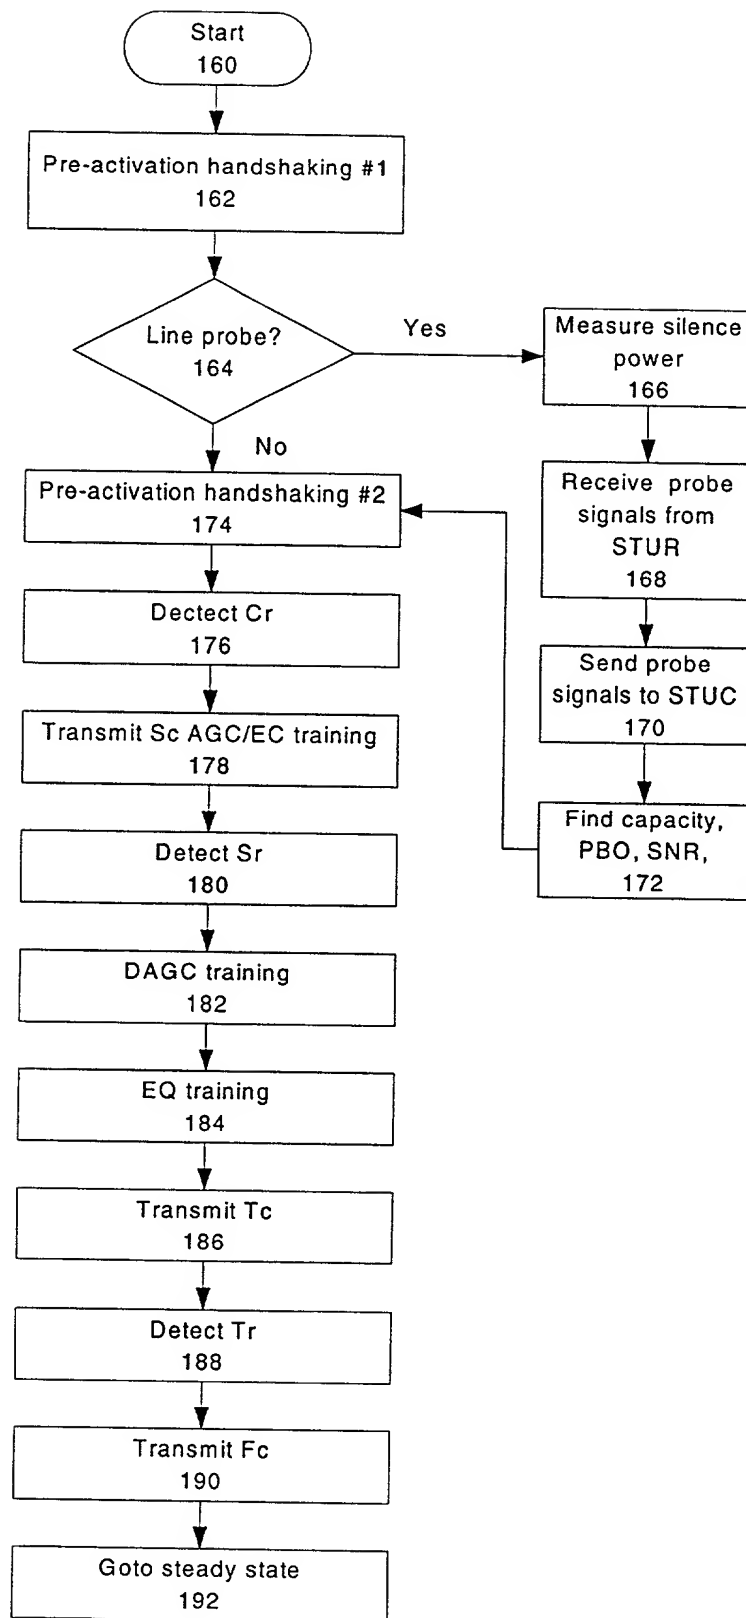 Start
160
Pre-activation handshaking #1
162
Line probe?
164
Yes
No
Measure silence
power
166
Receive probe
signals from
STUR
168
Send probe
signals to STUC
170
Find capacity,
PBO, SNR,
172
Pre-activation handshaking #2
174
Dectect Cr
176
Transmit Sc AGC/EC training
178
Detect Sr
180
DAGC training
182
EQ training
184
Transmit Tc
186
Detect Tr
188
Transmit Fc
190
Goto steady state
192